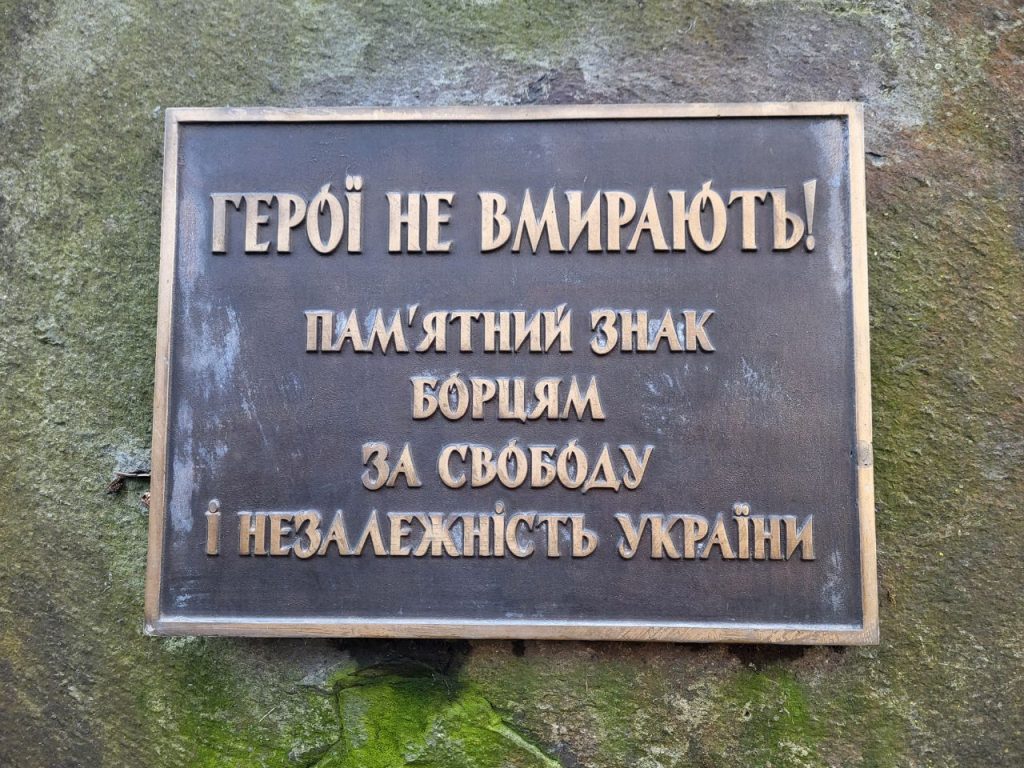 ГЕРОЇ НЕ ВМИРАЮТЬ!
ПАМ'ЯТНИЙ ЗНАК
БОРЦЯМ
ЗА СВОБОДУ
І НЕЗАЛЕЖНІСТЬ УКРАЇНИ